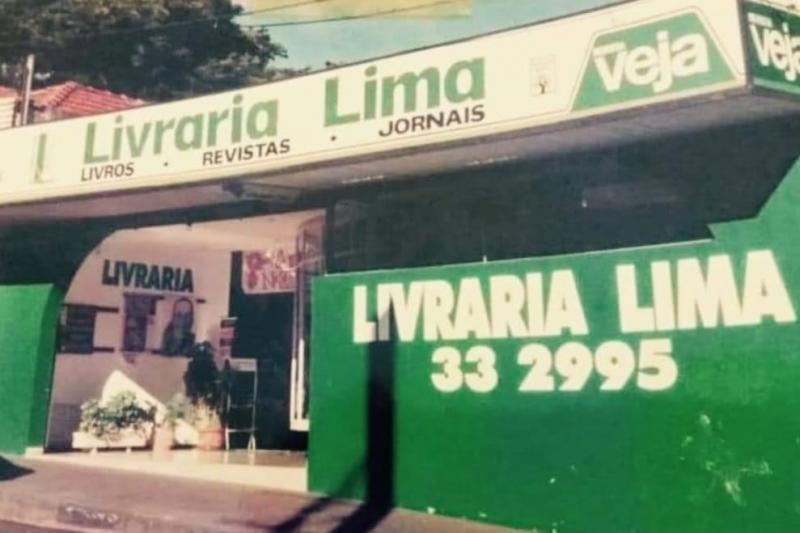 Livraria Lima
LIVROS • REVISTAS • JORNAIS
veja
veja
LIVRARIA
LIVRARIA LIMA
33 2995